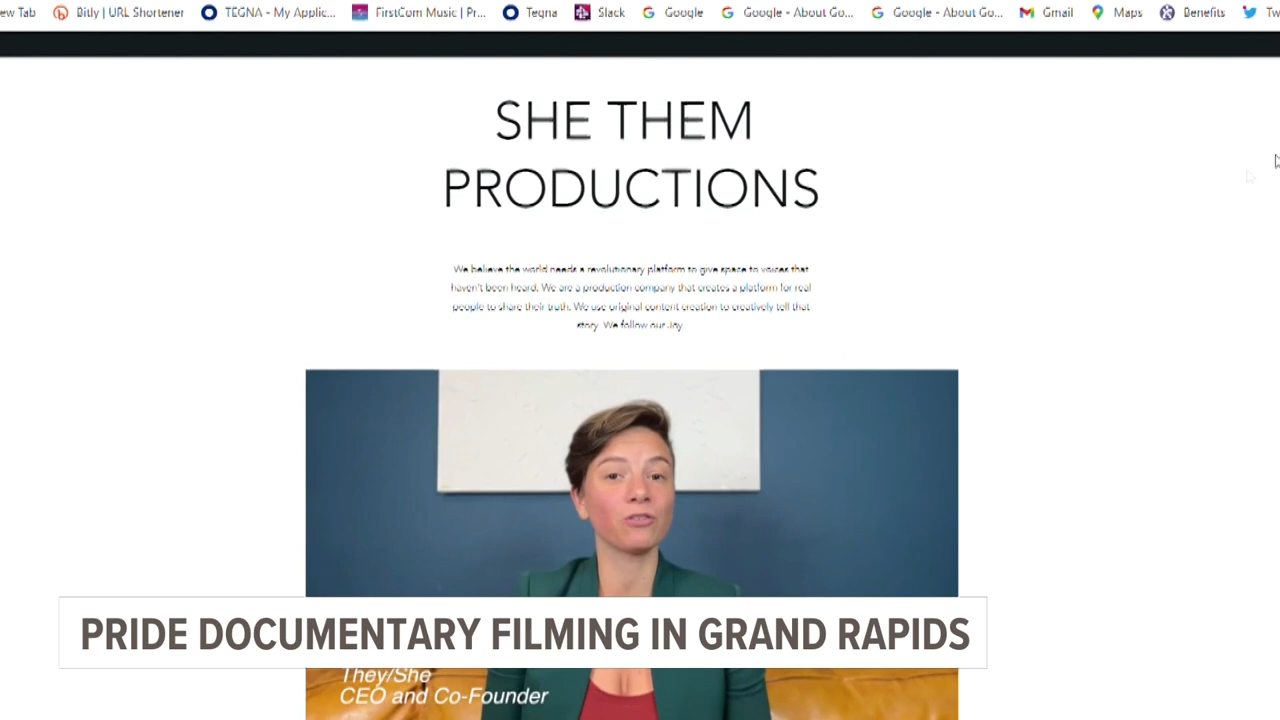 ew Tab Bitly | URL Shortener TEGNA - My Applic... FirstCom Music | Pr... Tegna Slack Google Google - About Go... Google - About Go... Gmail Maps Benefits Tw
SHE THEM
PRODUCTIONS
We believe the world needs a revolutionary platform to give space to voices that
haven't been heard. We are a production company that creates a platform for real
people to share their truth. We use original content creation to creatively tell that
story. We follow our Joy.
PRIDE DOCUMENTARY FILMING IN GRAND RAPIDS
They/She
CEO and Co-Founder